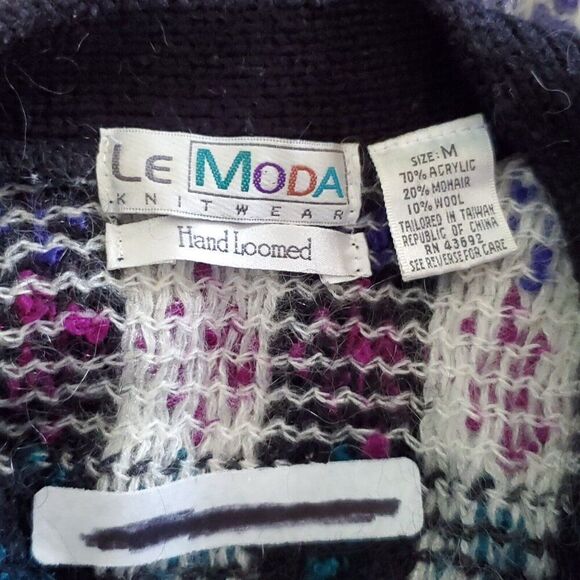 LE MODA
KNITWEAR
Hand Loomed
SIZE: M
70% ACRYLIC
20% MOHAIR
10% WOOL
TAILORED IN TAIWAN
REPUBLIC OF CHINA
RN 43692
SEE REVERSE FOR CARE